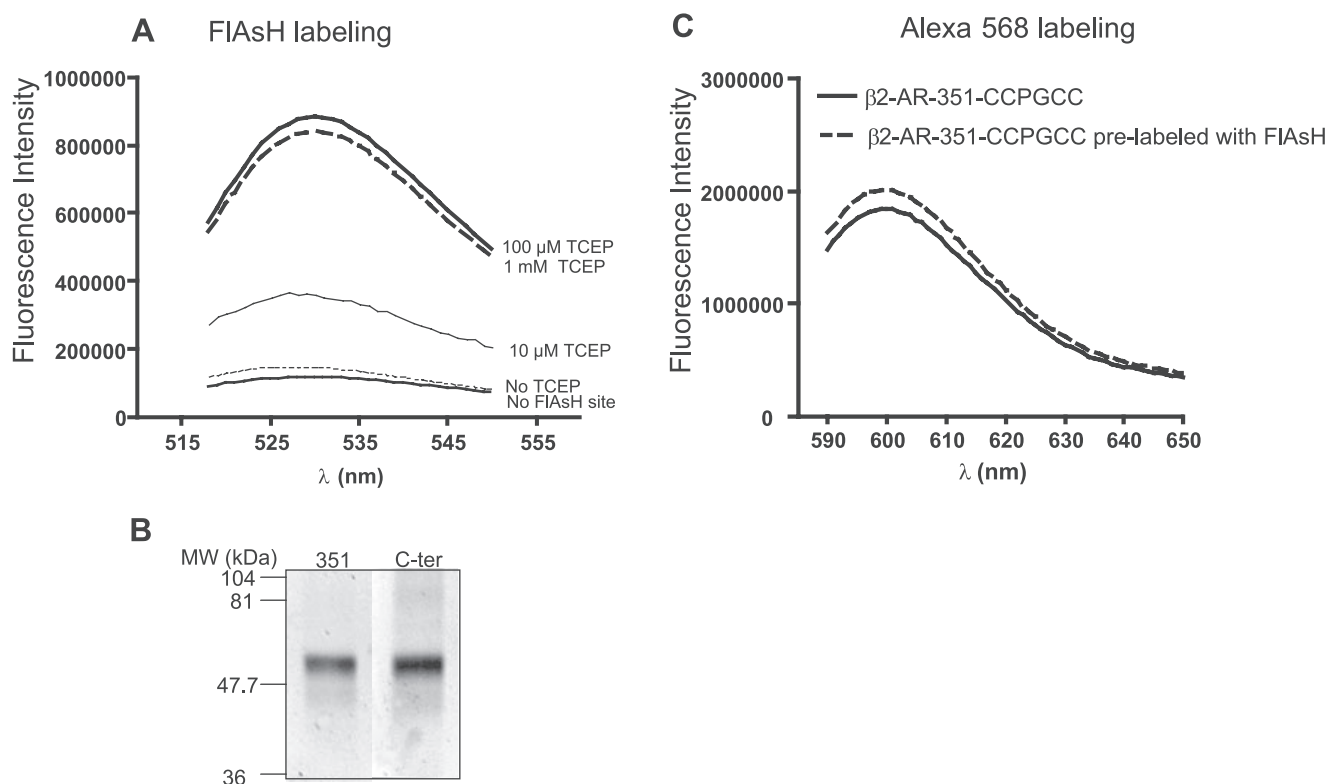 A FlAsH labeling
Fluorescence Intensity
1000000
800000
600000
400000
200000
0
100 µM TCEP
1 mM TCEP
10 µM TCEP
No TCEP
No FlAsH site
515 525 535 545 555
λ (nm)
B
MW (kDa) 351 C-ter
104
81
47.7
36
C Alexa 568 labeling
Fluorescence Intensity
3000000
2000000
1000000
0
β2-AR-351-CCPGCC
β2-AR-351-CCPGCC pre-labeled with FlAsH
590 600 610 620 630 640 650
λ (nm)